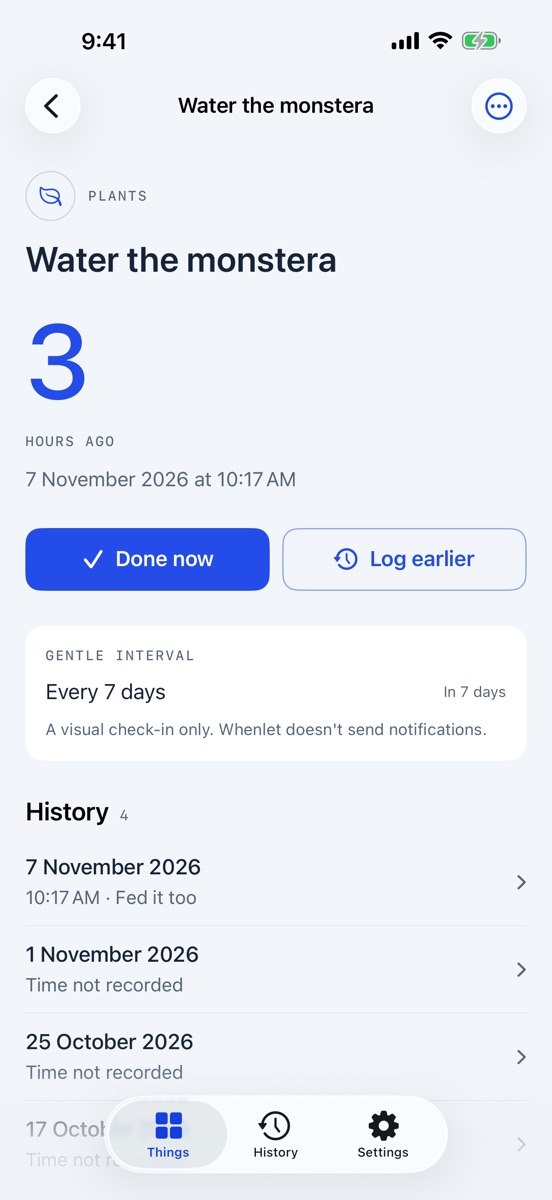 9:41
Water the monstera
PLANTS
Water the monstera
3
HOURS AGO
7 November 2026 at 10:17 AM
Done now
Log earlier
GENTLE INTERVAL
Every 7 days
In 7 days
A visual check-in only. Whenlet doesn't send notifications.
History 4
7 November 2026
10:17 AM · Fed it too
1 November 2026
Time not recorded
25 October 2026
Time not recorded
17
Time
Things
History
Settings